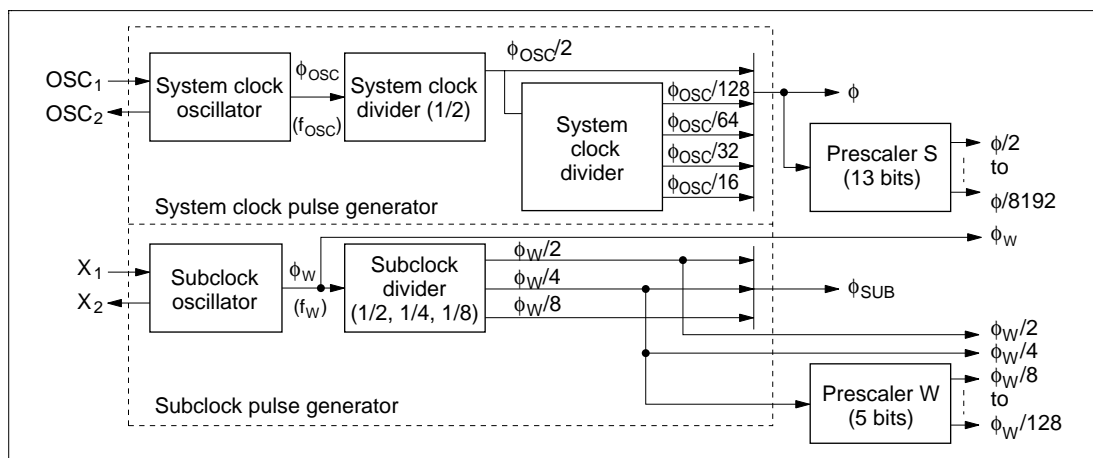 OSC₁
OSC₂
System clock
oscillator
ϕOSC
(fOSC)
System clock
divider (1/2)
ϕOSC/2
System
clock
divider
ϕOSC/128
ϕOSC/64
ϕOSC/32
ϕOSC/16
ϕ
Prescaler S
(13 bits)
ϕ/2
to
ϕ/8192
System clock pulse generator
X₁
X₂
Subclock
oscillator
ϕW
(fW)
Subclock
divider
(1/2, 1/4, 1/8)
ϕW/2
ϕW/4
ϕW/8
ϕW
ϕSUB
ϕW/2
ϕW/4
Prescaler W
(5 bits)
ϕW/8
to
ϕW/128
Subclock pulse generator